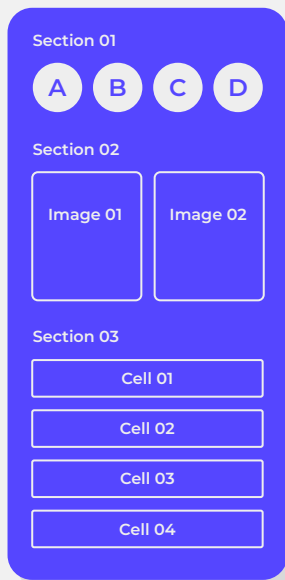 Section 01
A B C D
Section 02
Image 01 Image 02
Section 03
Cell 01
Cell 02
Cell 03
Cell 04